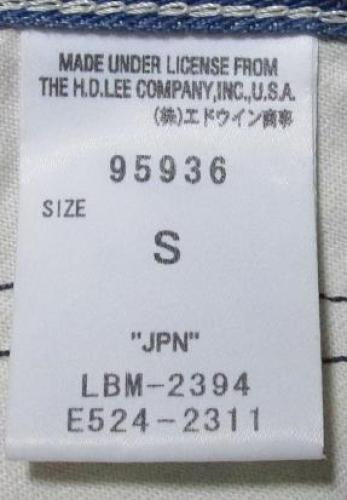 MADE UNDER LICENSE FROM
THE H.D.LEE COMPANY,INC.,U.S.A.
(株)エドウイン商事
95936
SIZE
S
"JPN"
LBM-2394
E524-2311